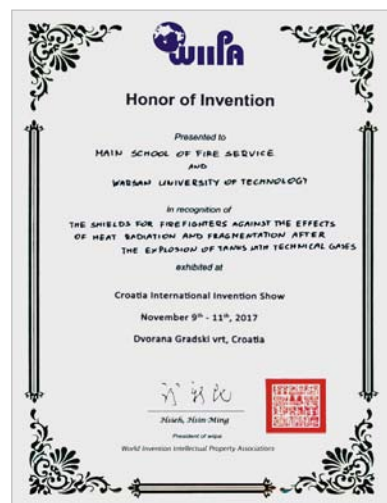 WIIPA
Honor of Invention
Presented to
MAIN SCHOOL OF FIRE SERVICE
AND
WARSAW UNIVERSITY OF TECHNOLOGY
In recognition of
THE SHIELDS FOR FIREFIGHTERS AGAINST THE EFFECTS
OF HEAT RADIATION AND FRAGMENTATION AFTER
THE EXPLOSION OF TANKS WITH TECHNICAL GASES
exhibited at
Croatia International Invention Show
November 9th - 11th, 2017
Dvorana Gradski vrt, Croatia
Hsieh, Hsin Ming
President of wiipa
World Invention Intellectual Property Associations